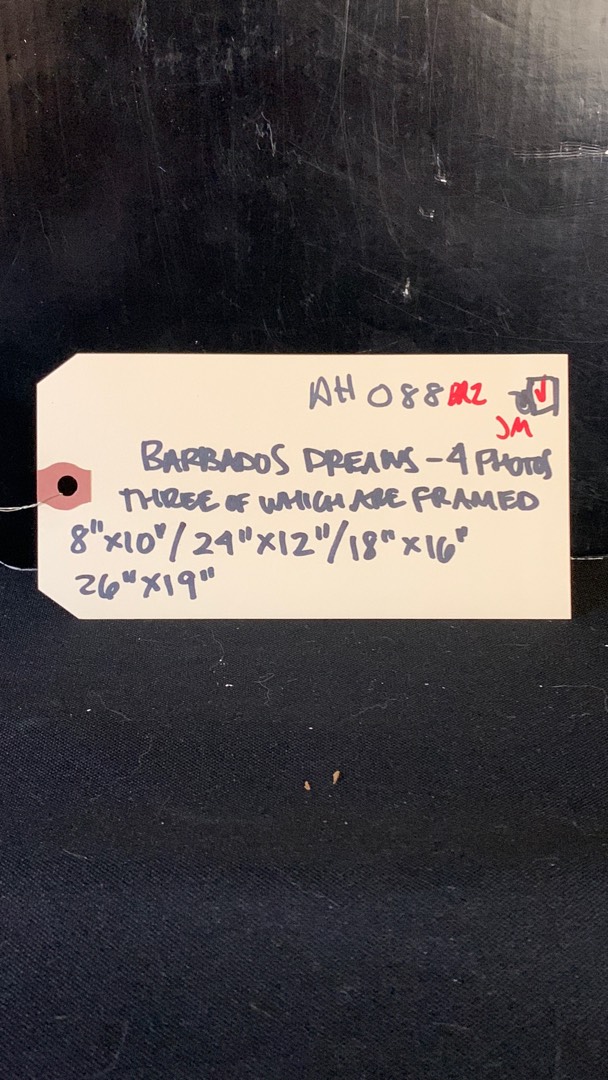 AH 088 BRZ
JM
BARBADOS DREAMS - 4 PHOTOS
THREE OF WHICH ARE FRAMED
8"X10"/24"X12"/18"X16"
26"X19"